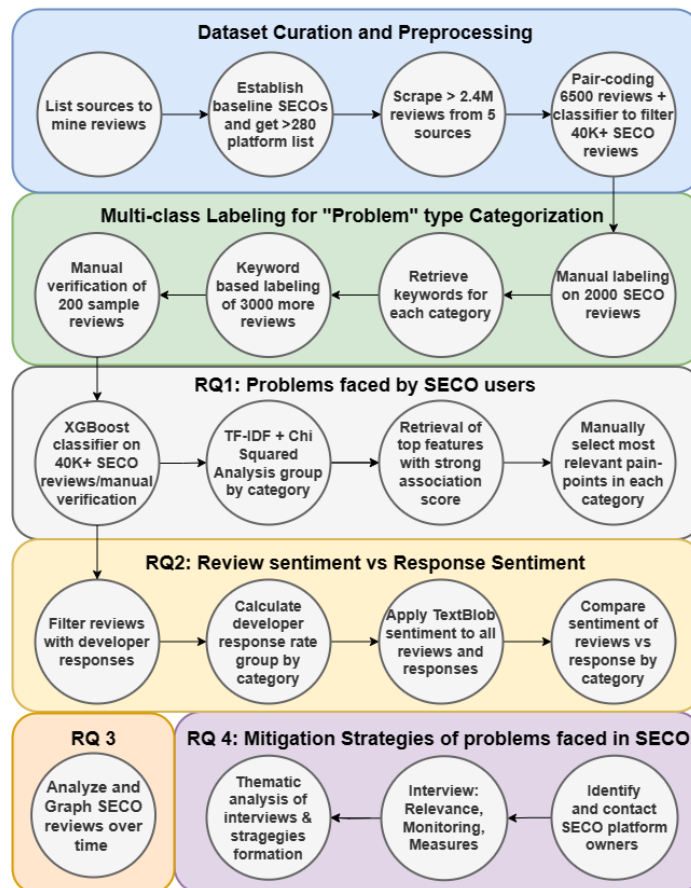 Dataset Curation and Preprocessing
List sources to
mine reviews
Establish
baseline SECOs
and get >280
platform list
Scrape > 2.4M
reviews from 5
sources
Pair-coding
6500 reviews +
classifier to filter
40K+ SECO
reviews
Multi-class Labeling for "Problem" type Categorization
Manual
verification of
200 sample
reviews
Keyword
based labeling
of 3000 more
reviews
Retrieve
keywords for
each category
Manual labeling
on 2000 SECO
reviews
RQ1: Problems faced by SECO users
XGBoost
classifier on
40K+ SECO
reviews/manual
verification
TF-IDF + Chi
Squared
Analysis group
by category
Retrieval of
top features
with strong
association
score
Manually
select most
relevant pain-
points in each
category
RQ2: Review sentiment vs Response Sentiment
Filter reviews
with developer
responses
Calculate
developer
response rate
group by
category
Apply TextBlob
sentiment to all
reviews and
responses
Compare
sentiment of
reviews vs
response by
category
RQ 3
Analyze and
Graph SECO
reviews over
time
RQ 4: Mitigation Strategies of problems faced in SECO
Thematic
analysis of
interviews &
stragegies
formation
Interview:
Relevance,
Monitoring,
Measures
Identify
and contact
SECO platform
owners